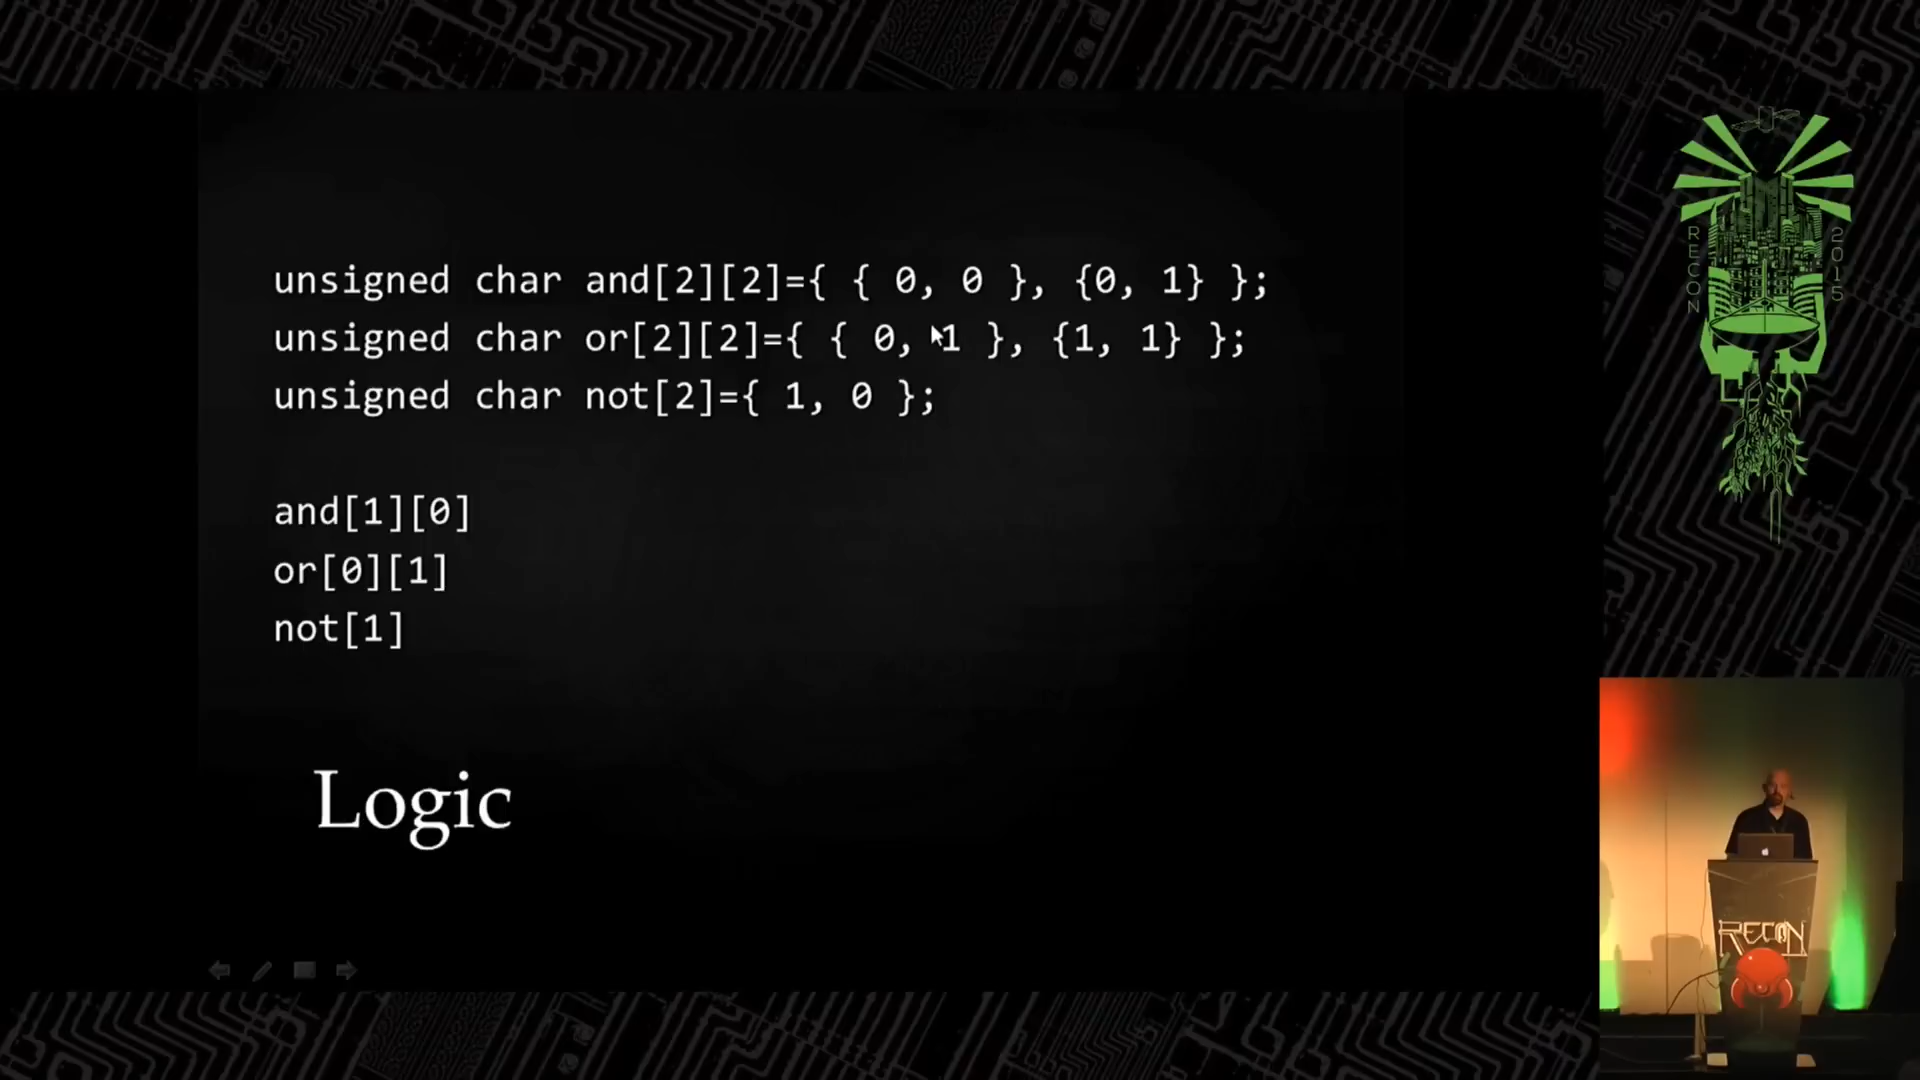 unsigned char and[2][2]={ { 0, 0 }, {0, 1} };
unsigned char or[2][2]={ { 0, 1 }, {1, 1} };
unsigned char not[2]={ 1, 0 };
and[1][0]
or[0][1]
not[1]
Logic
RECON
2015
RECON